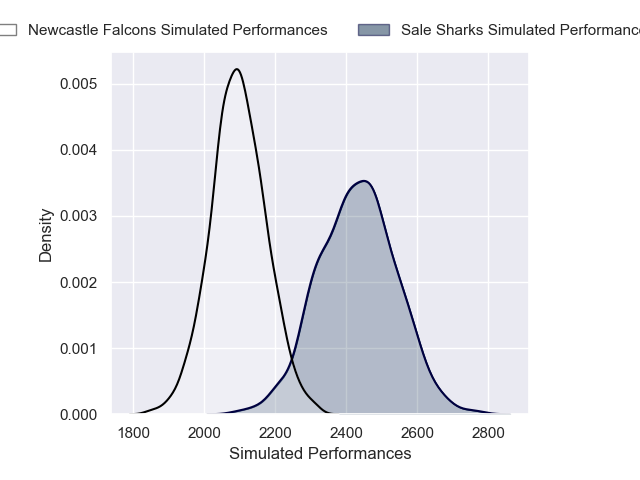 Newcastle Falcons Simulated Performances
Sale Sharks Simulated Performance
0.005
0.004
0.003
0.002
0.001
0.000
Density
1800 2000 2200 2400 2600 2800
Simulated Performances